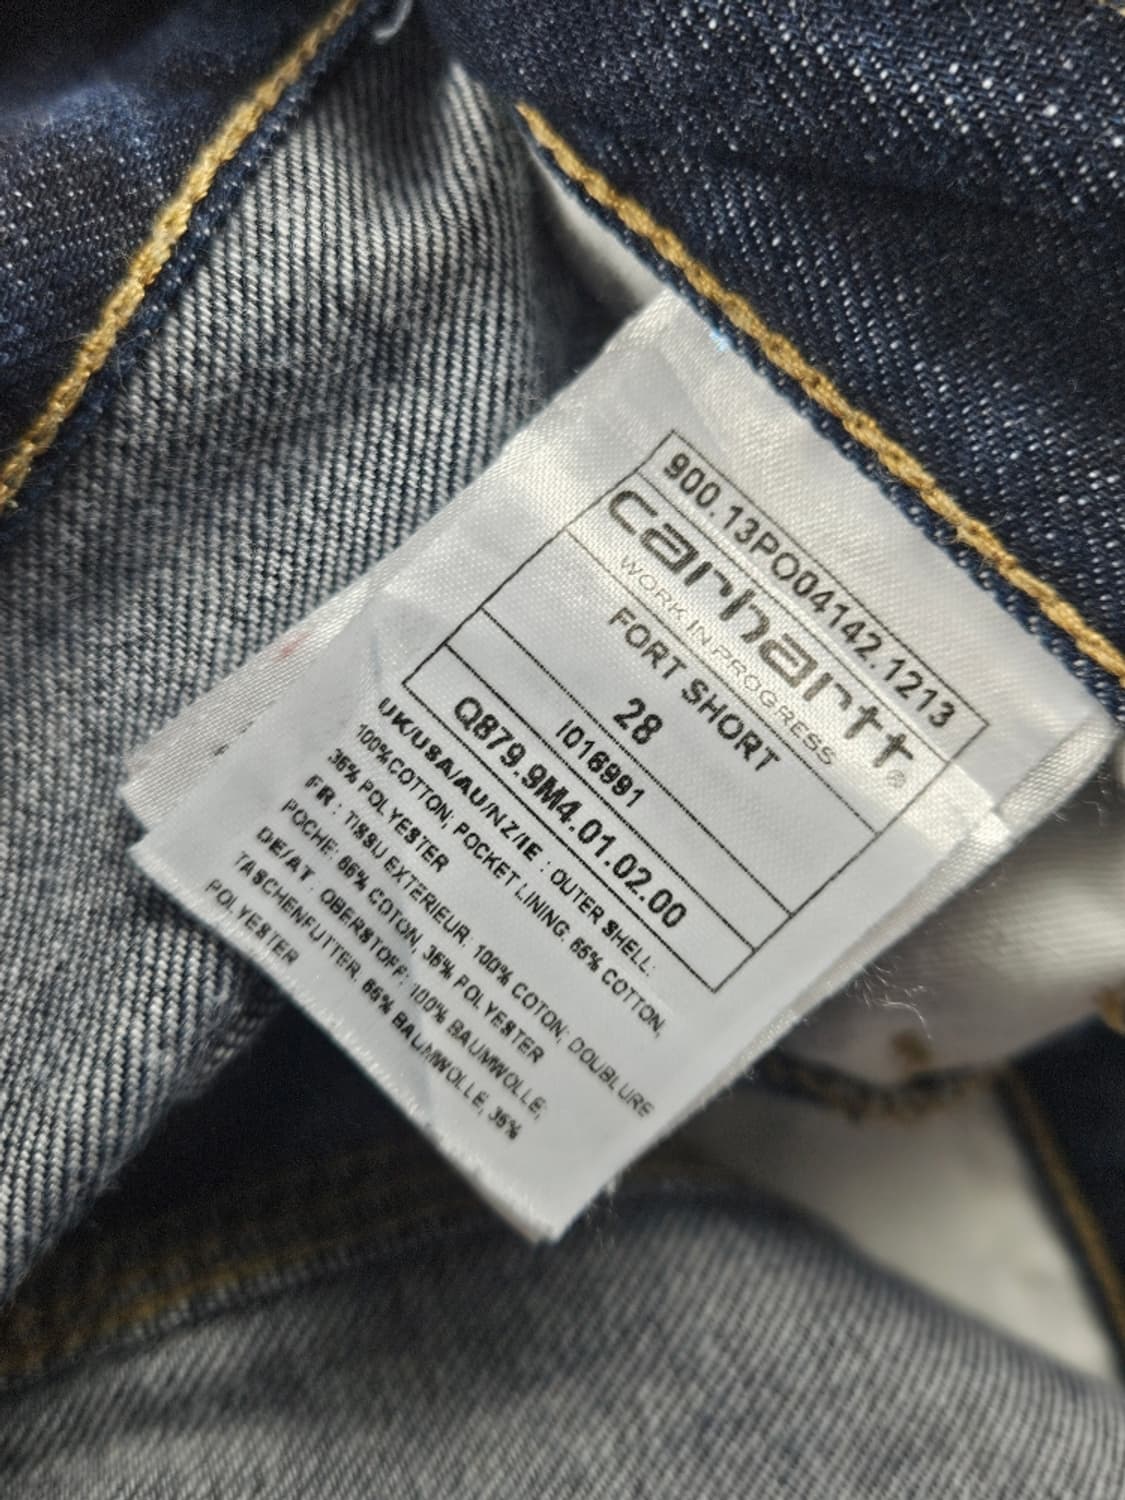 900.13PO04142.1213
carhartt®
WORK IN PROGRESS
FORT SHORT
28
I016991
Q879.9M4.01.02.00
UK/USA/AU/NZ/IE : OUTER SHELL:
100%COTTON; POCKET LINING: 65% COTTON,
35% POLYESTER
FR : TISSU EXTERIEUR: 100% COTON; DOUBLURE
POCHE: 65% COTON, 35% POLYESTER
DE/AT : OBERSTOFF: 100% BAUMWOLLE;
TASCHENFUTTER: 65% BAUMWOLLE, 35%
POLYESTER